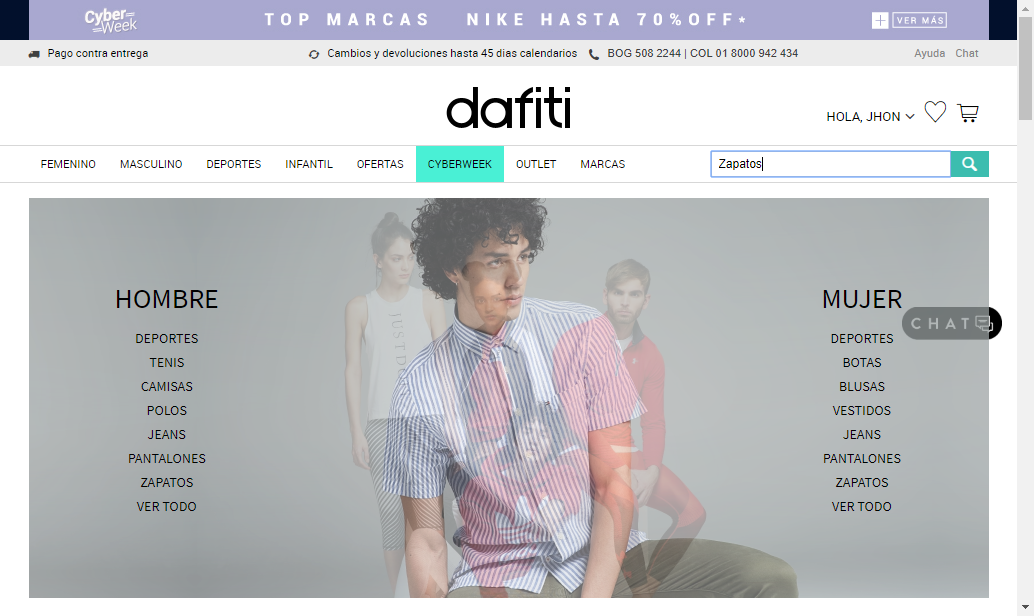 Cyber Week
TOP MARCAS NIKE HASTA 70%OFF*
+ VER MÁS
Pago contra entrega
Cambios y devoluciones hasta 45 dias calendarios
BOG 508 2244 | COL 01 8000 942 434
Ayuda Chat
dafiti
HOLA, JHON
FEMENINO MASCULINO DEPORTES INFANTIL OFERTAS CYBERWEEK OUTLET MARCAS
Zapatos
HOMBRE
DEPORTES
TENIS
CAMISAS
POLOS
JEANS
PANTALONES
ZAPATOS
VER TODO
JUST D
MUJER
DEPORTES
BOTAS
BLUSAS
VESTIDOS
JEANS
PANTALONES
ZAPATOS
VER TODO
CHAT